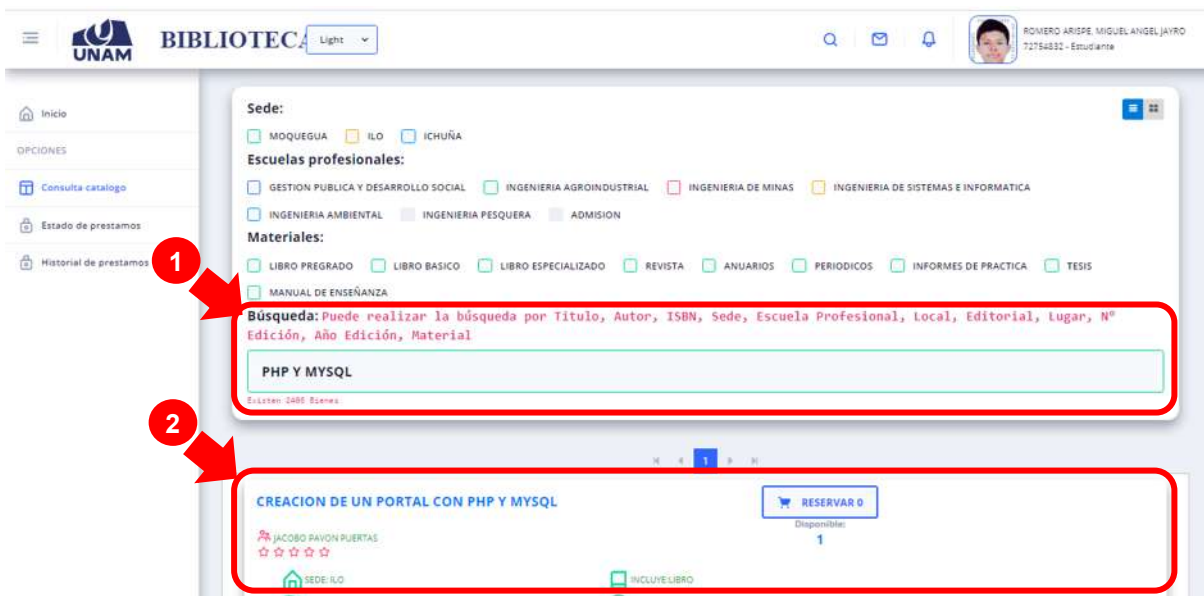 UNAM
BIBLIOTECA
Light
ROMERO ARISPE, MIGUEL ANGEL JAYRO
72754832 - Estudiante
Inicio
OPCIONES
Consulta catalogo
Estado de prestamos
Historial de prestamos
Sede:
MOQUEGUA ILO ICHUÑA
Escuelas profesionales:
GESTION PUBLICA Y DESARROLLO SOCIAL INGENIERIA AGROINDUSTRIAL INGENIERIA DE MINAS INGENIERIA DE SISTEMAS E INFORMATICA
INGENIERIA AMBIENTAL INGENIERIA PESQUERA ADMISION
Materiales:
LIBRO PREGRADO LIBRO BASICO LIBRO ESPECIALIZADO REVISTA ANUARIOS PERIODICOS INFORMES DE PRACTICA TESIS
MANUAL DE ENSEÑANZA
1
Búsqueda: Puede realizar la búsqueda por Titulo, Autor, ISBN, Sede, Escuela Profesional, Local, Editorial, Lugar, N°
Edición, Año Edición, Material
PHP Y MYSQL
Existen 2486 Bienes
2
1
CREACION DE UN PORTAL CON PHP Y MYSQL
RESERVAR 0
Disponible:
1
JACOBO PAVON PUERTAS
SEDE: ILO
INCLUYE:LIBRO